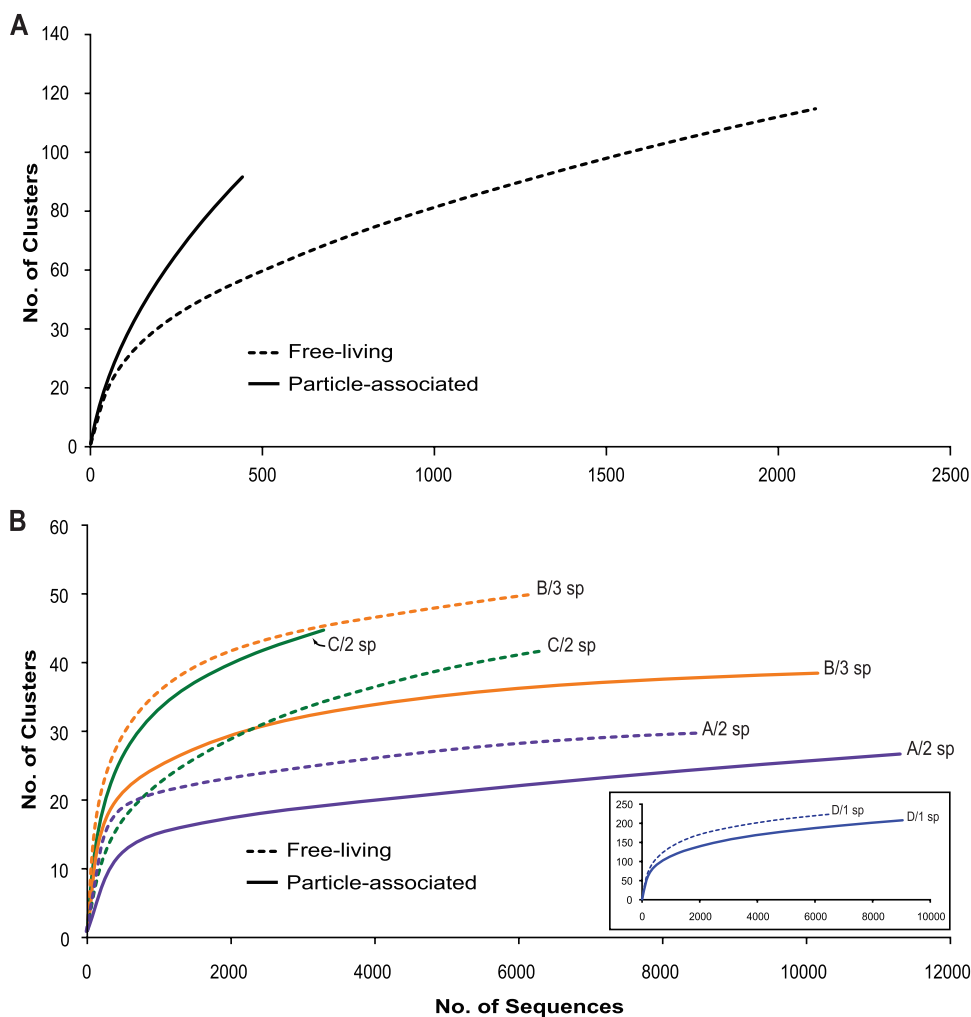 A
140
120
100
80
60
30
20
0
No. of Clusters
Free-living
Particle-associated
0 500 1000 1500 2000 2500
B
60
50
40
30
20
10
0
No. of Clusters
B/3 sp
C/2 sp
C/2 sp
B/3 sp
A/2 sp
A/2 sp
Free-living
Particle-associated
250
200
150
100
50
0
D/1 sp
D/1 sp
0 2000 4000 6000 8000 10000
0 2000 4000 6000 8000 10000 12000
No. of Sequences